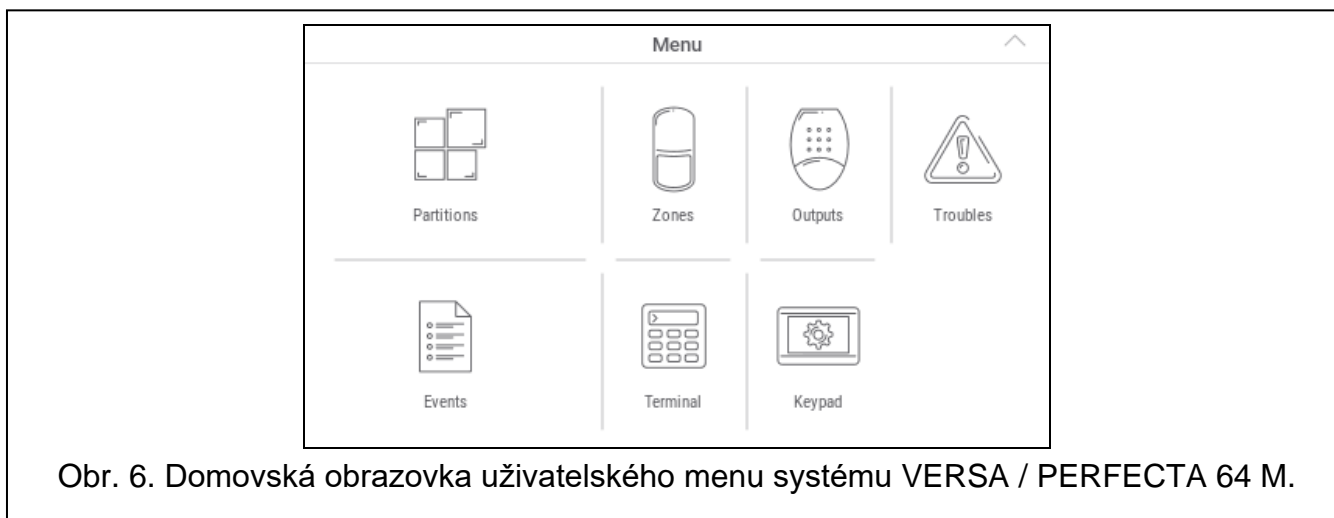 Menu
Partitions
Zones
Outputs
Troubles
Events
Terminal
Keypad
Obr. 6. Domovská obrazovka uživatelského menu systému VERSA / PERFECTA 64 M.